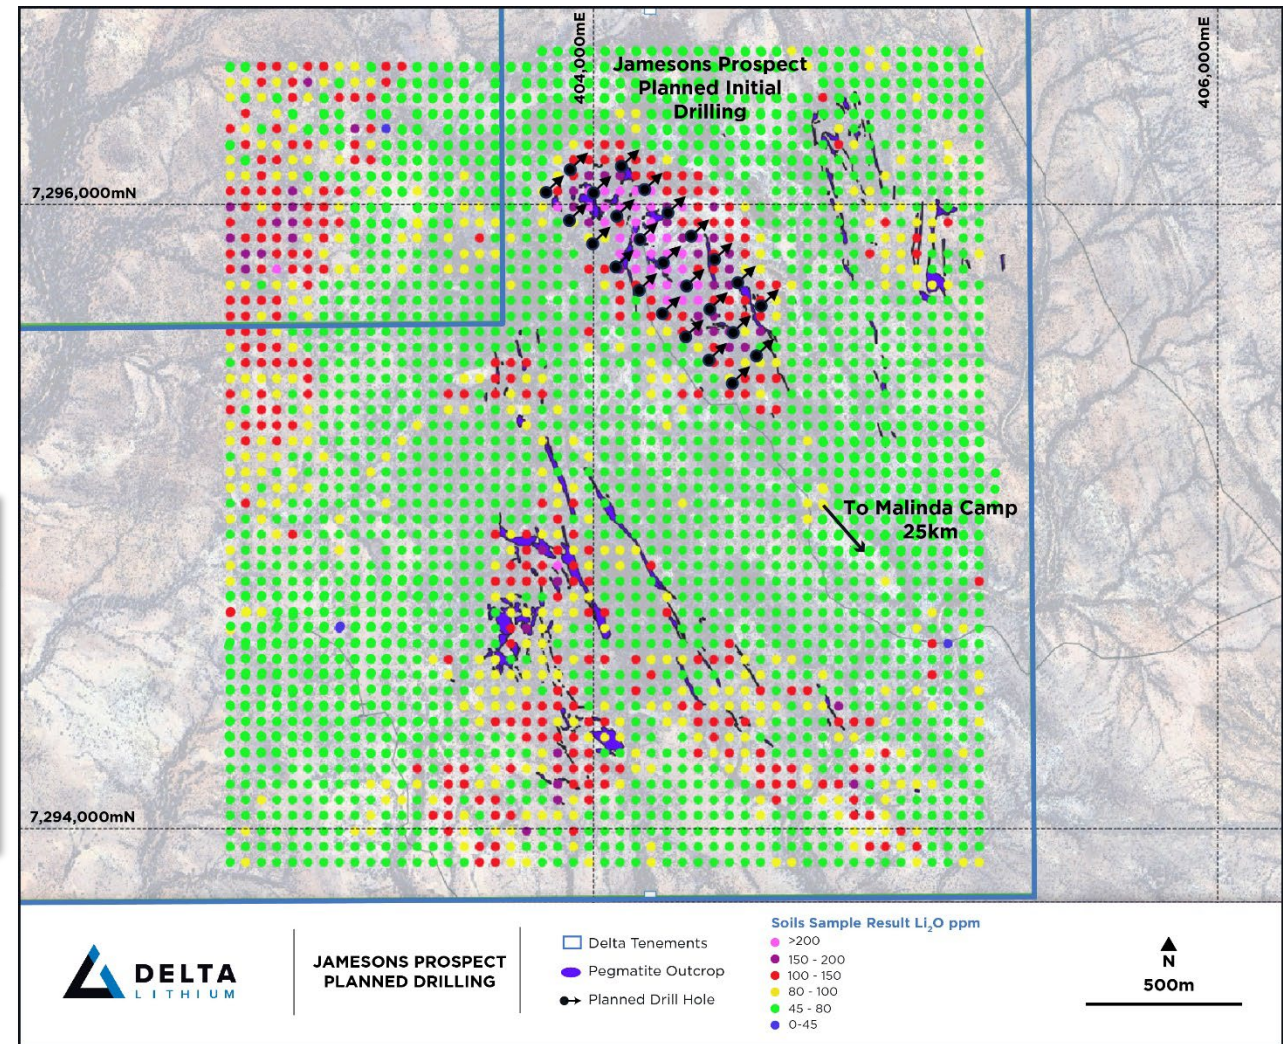 404,000mE
406,000mE
Jamesons Prospect
Planned Initial
Drilling
7,296,000mN
To Malinda Camp
25km
7,294,000mN
DELTA
LITHIUM
JAMESONS PROSPECT
PLANNED DRILLING
Delta Tenements
Pegmatite Outcrop
Planned Drill Hole
Soils Sample Result Li₂O ppm
>200
150 - 200
100 - 150
80 - 100
45 - 80
0-45
N
500m